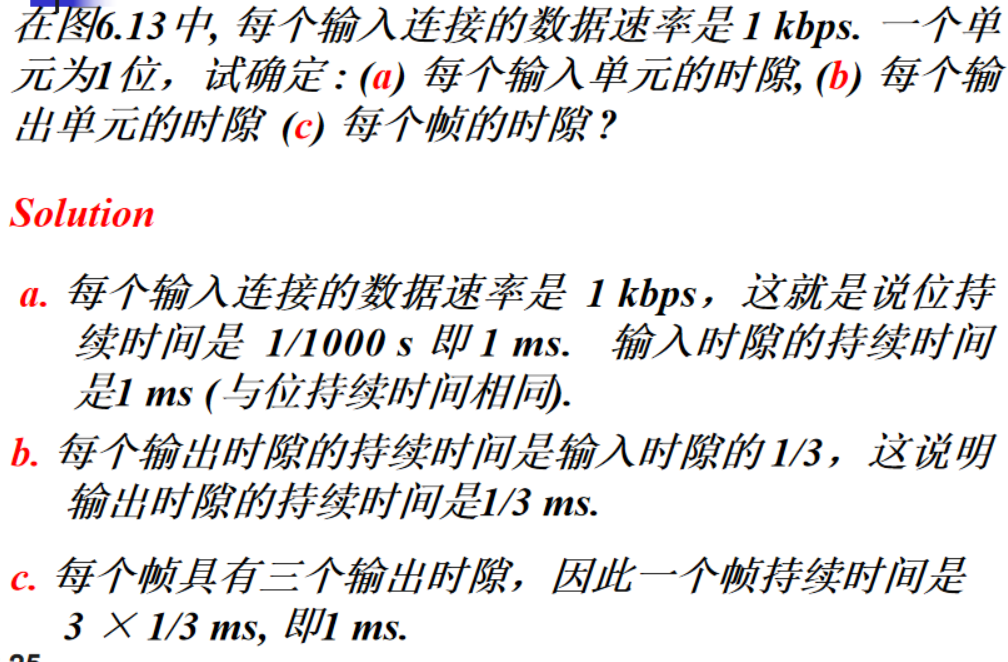 在图6.13中, 每个输入连接的数据速率是 1 kbps. 一个单
元为1位，试确定 : (a) 每个输入单元的时隙, (b) 每个输
出单元的时隙 (c) 每个帧的时隙 ?
Solution
a. 每个输入连接的数据速率是 1 kbps，这就是说位持
续时间是 1/1000 s 即 1 ms. 输入时隙的持续时间
是1 ms (与位持续时间相同).
b. 每个输出时隙的持续时间是输入时隙的 1/3，这说明
输出时隙的持续时间是1/3 ms.
c. 每个帧具有三个输出时隙，因此一个帧持续时间是
3 × 1/3 ms, 即1 ms.